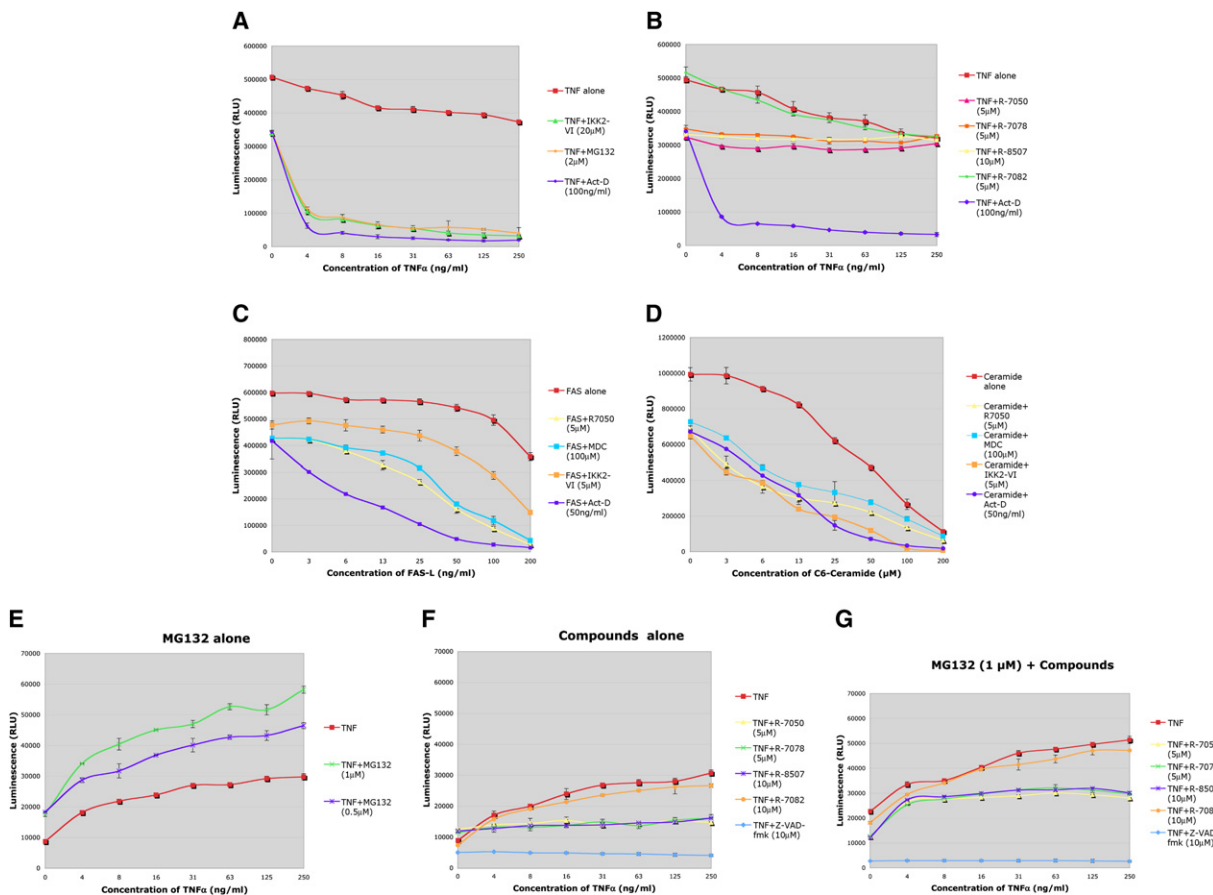 A
Luminescence (RLU)
600000
500000
400000
300000
200000
100000
0
0 4 8 16 31 63 125 250
Concentration of TNFα (ng/ml)
TNF alone
TNF+IKK2-
VI (20µM)
TNF+MG132
(2µM)
TNF+Act-D
(100ng/ml)
B
Luminescence (RLU)
600000
500000
400000
300000
200000
100000
0
0 4 8 16 31 63 125 250
Concentration of TNFα (ng/ml)
TNF alone
TNF+R-7050
(5µM)
TNF+R-7078
(5µM)
TNF+R-8507
(10µM)
TNF+R-7082
(5µM)
TNF+Act-D
(100ng/ml)
C
Luminescence (RLU)
800000
700000
600000
500000
400000
300000
200000
100000
0
0 3 6 13 25 50 100 200
Concentration of FAS-L (ng/ml)
FAS alone
FAS+R7050
(5µM)
FAS+MDC
(100µM)
FAS+IKK2-
VI (5µM)
FAS+Act-D
(50ng/ml)
D
Luminescence (RLU)
1200000
1000000
800000
600000
400000
200000
0
0 3 6 13 25 50 100 200
Concentration of C6-Ceramide (µM)
Ceramide
alone
Ceramide+
R7050
(5µM)
Ceramide+
MDC
(100µM)
Ceramide+
IKK2-VI
(5µM)
Ceramide+
Act-D
(50ng/ml)
E
MG132 alone
Luminescence (RLU)
70000
60000
50000
40000
30000
20000
10000
0
0 4 8 16 31 63 125 250
Concentration of TNFα (ng/ml)
TNF
TNF+MG132
(1µM)
TNF+MG132
(0.5µM)
F
Compounds alone
Luminescence (RLU)
70000
60000
50000
40000
30000
20000
10000
0
0 4 8 16 31 63 125 250
Concentration of TNFα (ng/ml)
TNF
TNF+R-7050
(5µM)
TNF+R-7078
(5µM)
TNF+R-8507
(10µM)
TNF+R-7082
(10µM)
TNF+Z-VAD-
fmk (10µM)
G
MG132 (1 µM) + Compounds
Luminescence (RLU)
70000
60000
50000
40000
30000
20000
10000
0
0 4 8 16 31 63 125 250
Concentration of TNFα (ng/ml)
TNF
TNF+R-705
(5µM)
TNF+R-707
(5µM)
TNF+R-850
(10µM)
TNF+R-708
(10µM)
TNF+Z-VAD
fmk (10µM)